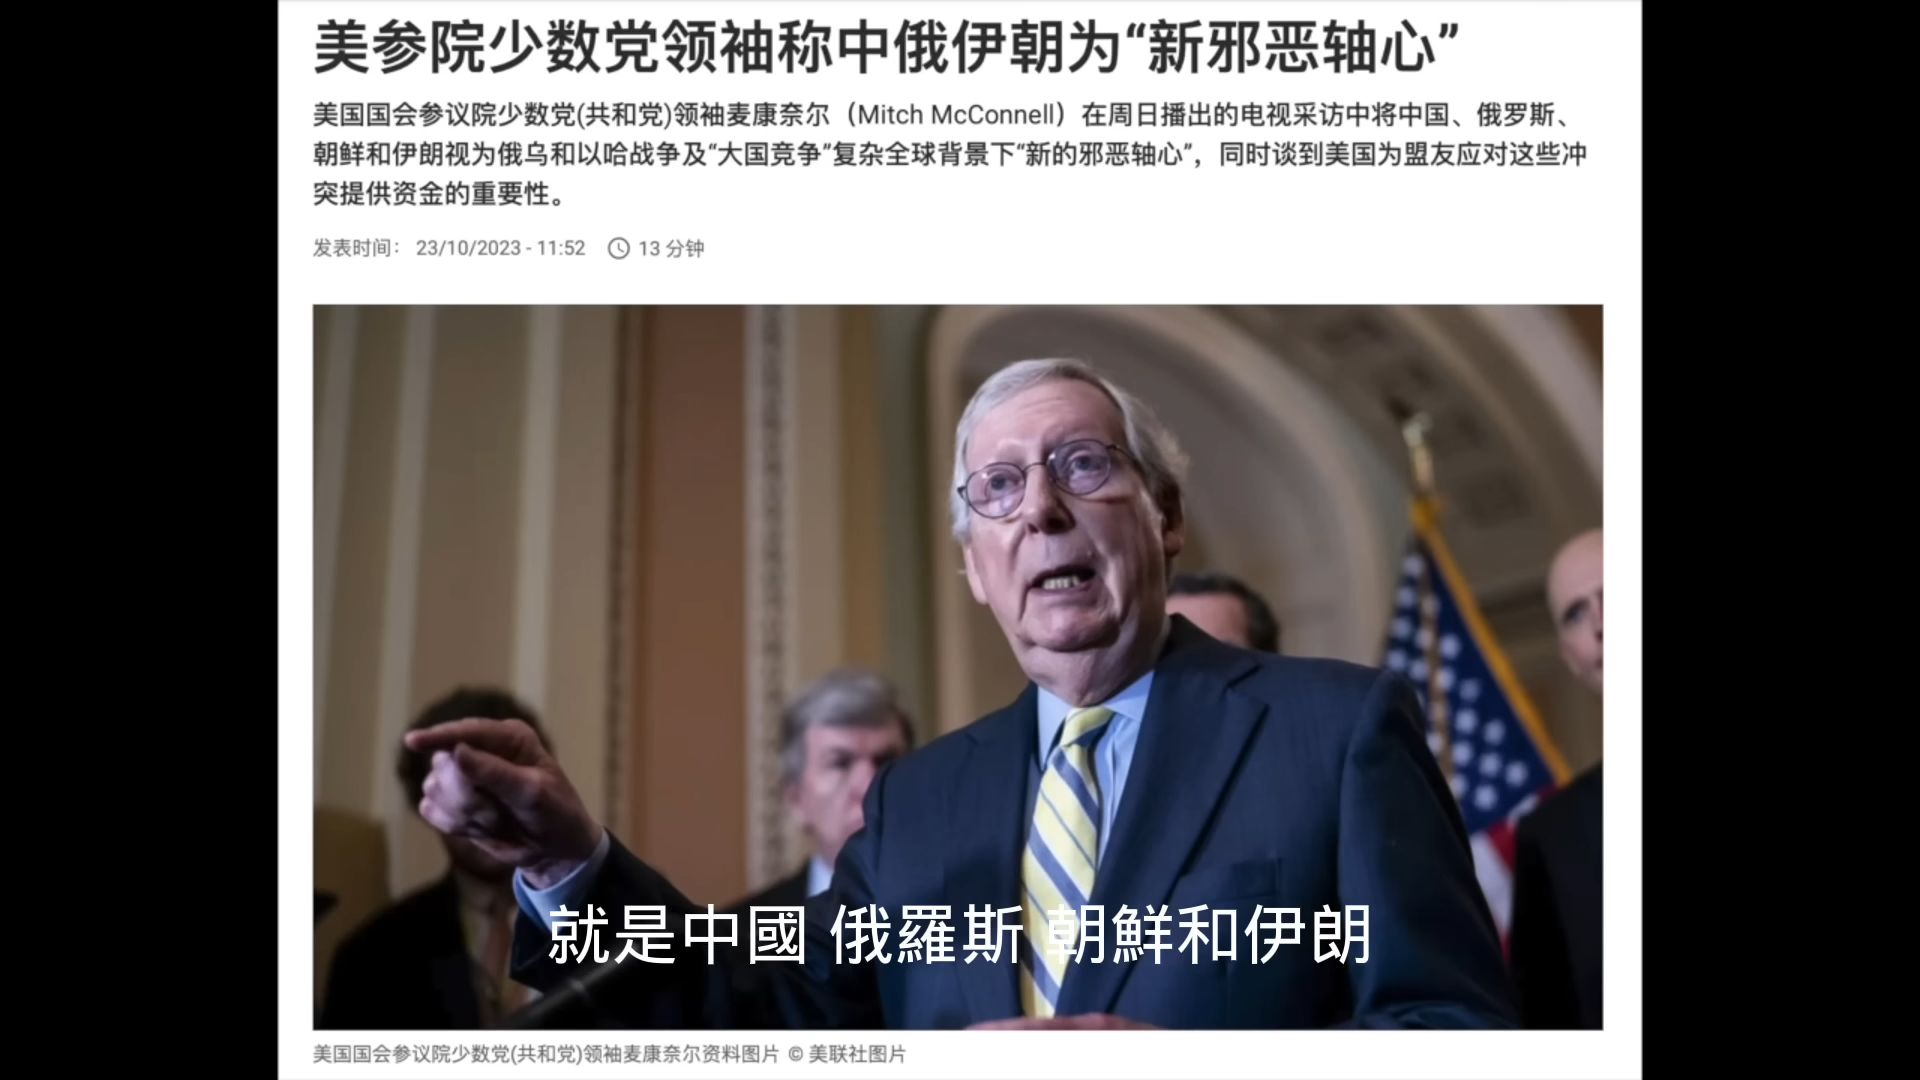 美参院少数党领袖称中俄伊朝为“新邪恶轴心”
美国国会参议院少数党(共和党)领袖麦康奈尔（Mitch McConnell）在周日播出的电视采访中将中国、俄罗斯、
朝鲜和伊朗视为俄乌和以哈战争及“大国竞争”复杂全球背景下“新的邪恶轴心”，同时谈到美国为盟友应对这些冲
突提供资金的重要性。
发表时间： 23/10/2023 - 11:52 13 分钟
就是中國 俄羅斯 朝鮮和伊朗
美国国会参议院少数党(共和党)领袖麦康奈尔资料图片 © 美联社图片